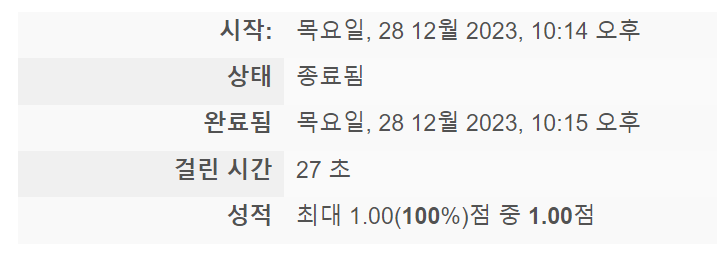 시작: 목요일, 28 12월 2023, 10:14 오후
상태 종료됨
완료됨 목요일, 28 12월 2023, 10:15 오후
걸린 시간 27 초
성적 최대 1.00(100%)점 중 1.00점